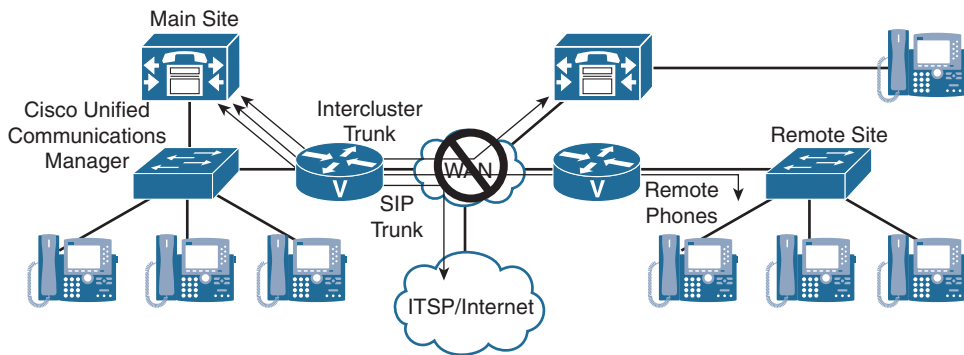 Main Site
Cisco Unified
Communications
Manager
Intercluster
Trunk
WAN
Remote Site
V
V
SIP
Trunk
Remote
Phones
ITSP/Internet